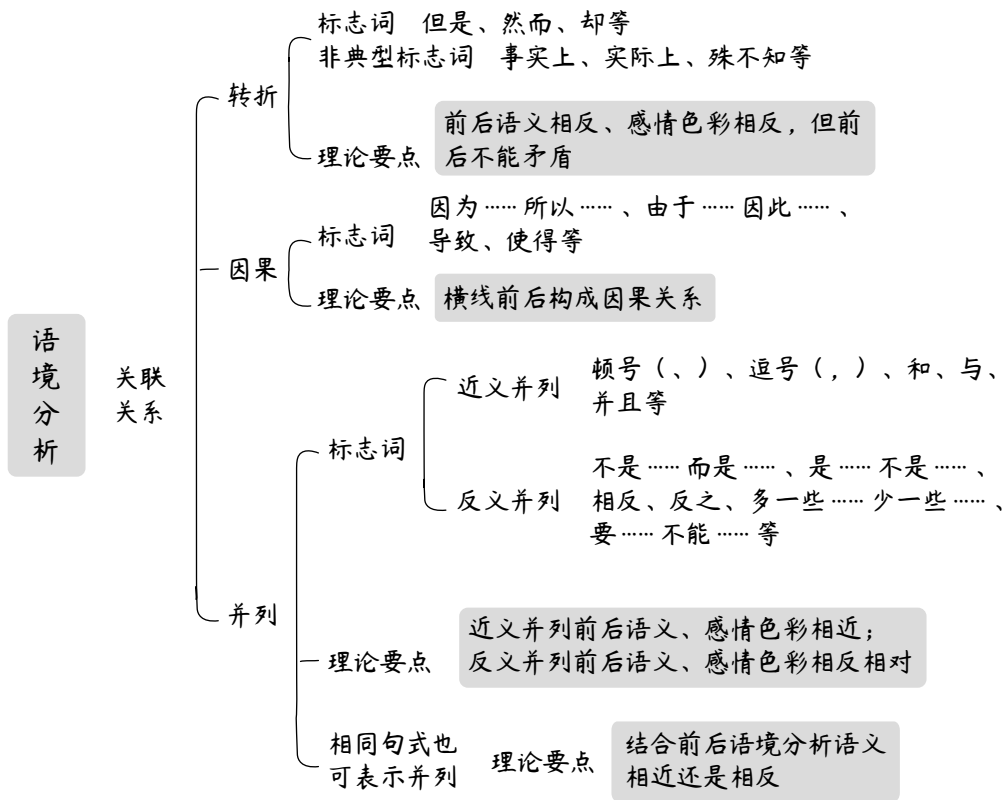 标志词 但是、然而、却等
非典型标志词 事实上、实际上、殊不知等
转折
前后语义相反、感情色彩相反，但前
后不能矛盾
理论要点
因为……所以……、由于……因此……、
导致、使得等
标志词
因果
理论要点 横线前后构成因果关系
语
境
分
析
关联
关系
近义并列
顿号（、）、逗号（，）、和、与、
并且等
标志词
反义并列
不是……而是……、是……不是……、
相反、反之、多一些……少一些……、
要……不能……等
并列
理论要点
近义并列前后语义、感情色彩相近；
反义并列前后语义、感情色彩相反相对
相同句式也
可表示并列
理论要点
结合前后语境分析语义
相近还是相反